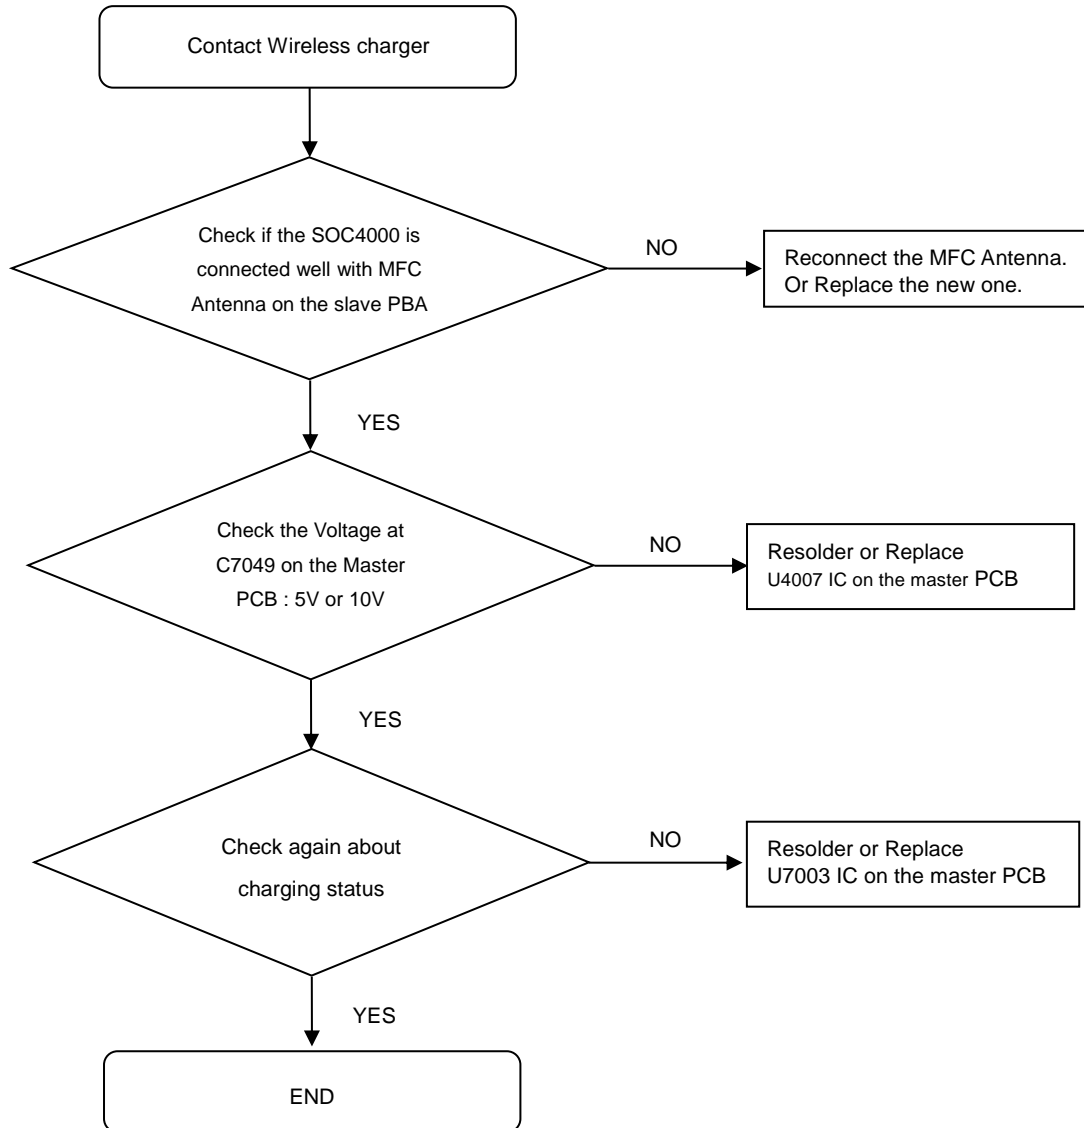 Contact Wireless charger
Check if the SOC4000 is
connected well with MFC
Antenna on the slave PBA
NO
Reconnect the MFC Antenna.
Or Replace the new one.
YES
Check the Voltage at
C7049 on the Master
PCB : 5V or 10V
NO
Resolder or Replace
U4007 IC on the master PCB
YES
Check again about
charging status
NO
Resolder or Replace
U7003 IC on the master PCB
YES
END